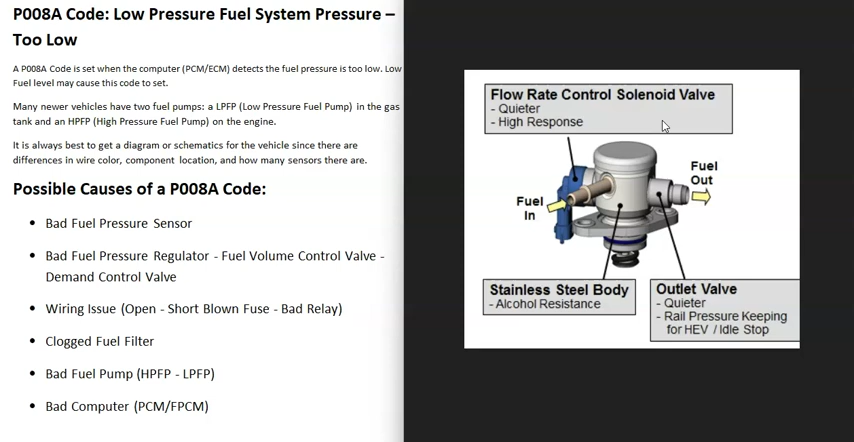 P008A Code: Low Pressure Fuel System Pressure –
Too Low
A P008A Code is set when the computer (PCM/ECM) detects the fuel pressure is too low. Low
Fuel level may cause this code to set.
Many newer vehicles have two fuel pumps: a LPFP (Low Pressure Fuel Pump) in the gas
tank and an HPFP (High Pressure Fuel Pump) on the engine.
It is always best to get a diagram or schematics for the vehicle since there are
differences in wire color, component location, and how many sensors there are.
Possible Causes of a P008A Code:
• Bad Fuel Pressure Sensor
• Bad Fuel Pressure Regulator - Fuel Volume Control Valve -
Demand Control Valve
• Wiring Issue (Open - Short Blown Fuse - Bad Relay)
• Clogged Fuel Filter
• Bad Fuel Pump (HPFP - LPFP)
• Bad Computer (PCM/FPCM)
Flow Rate Control Solenoid Valve
- Quieter
- High Response
Fuel
Out
Fuel
In
Stainless Steel Body
- Alcohol Resistance
Outlet Valve
- Quieter
- Rail Pressure Keeping
for HEV / Idle Stop